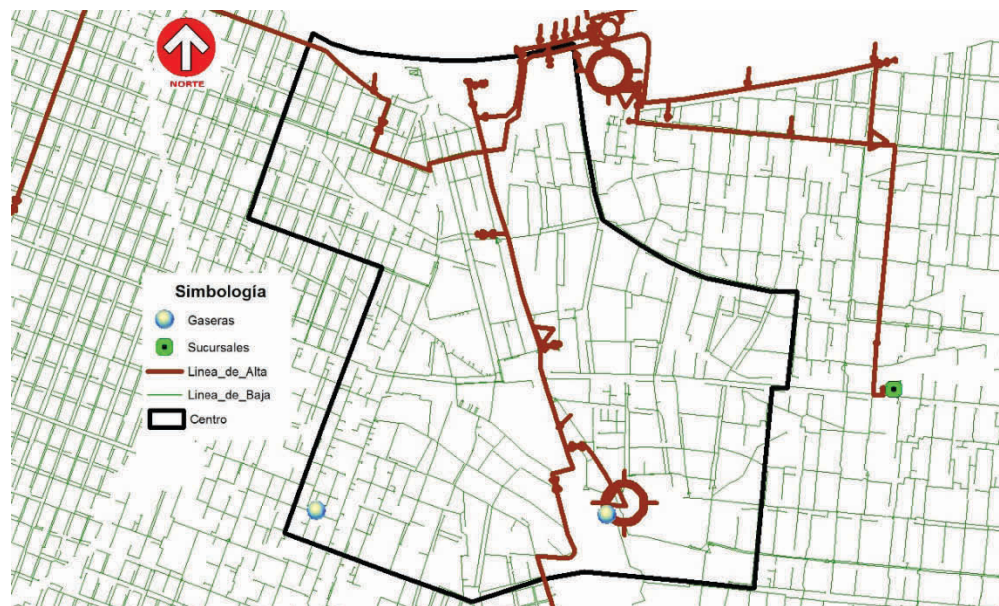 NORTE
Simbología
Gaseras
Sucursales
Linea_de_Alta
Linea_de_Baja
Centro